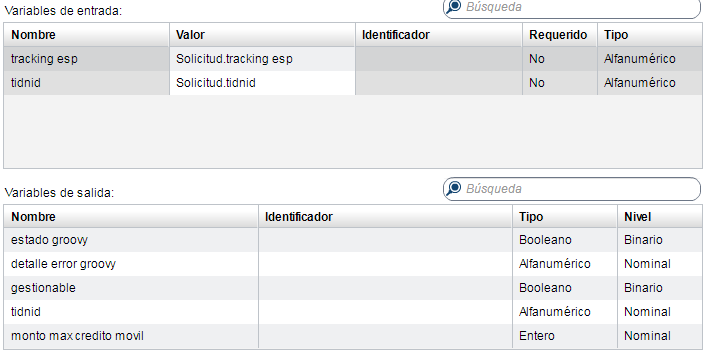 Variables de entrada:
Búsqueda
Nombre Valor Identificador Requerido Tipo
tracking esp Solicitud.tracking esp No Alfanumérico
tidnid Solicitud.tidnid No Alfanumérico
Variables de salida:
Búsqueda
Nombre Identificador Tipo Nivel
estado groovy Booleano Binario
detalle error groovy Alfanumérico Nominal
gestionable Booleano Binario
tidnid Alfanumérico Nominal
monto max credito movil Entero Nominal